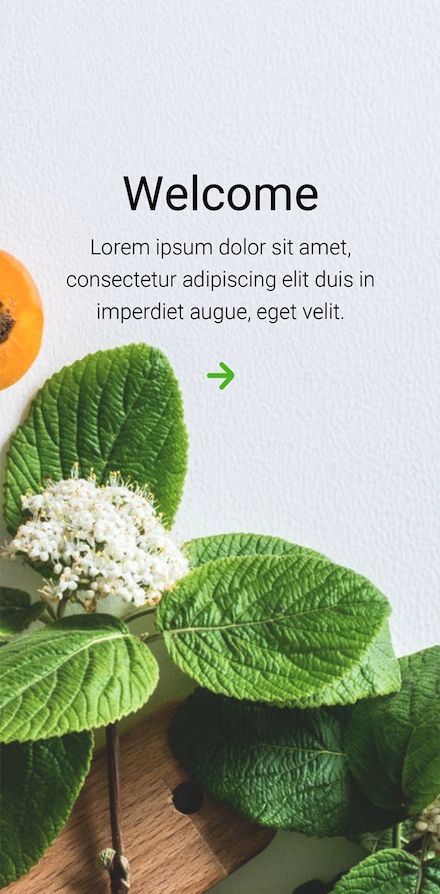 Welcome
Lorem ipsum dolor sit amet,
consectetur adipiscing elit duis in
imperdiet augue, eget velit.